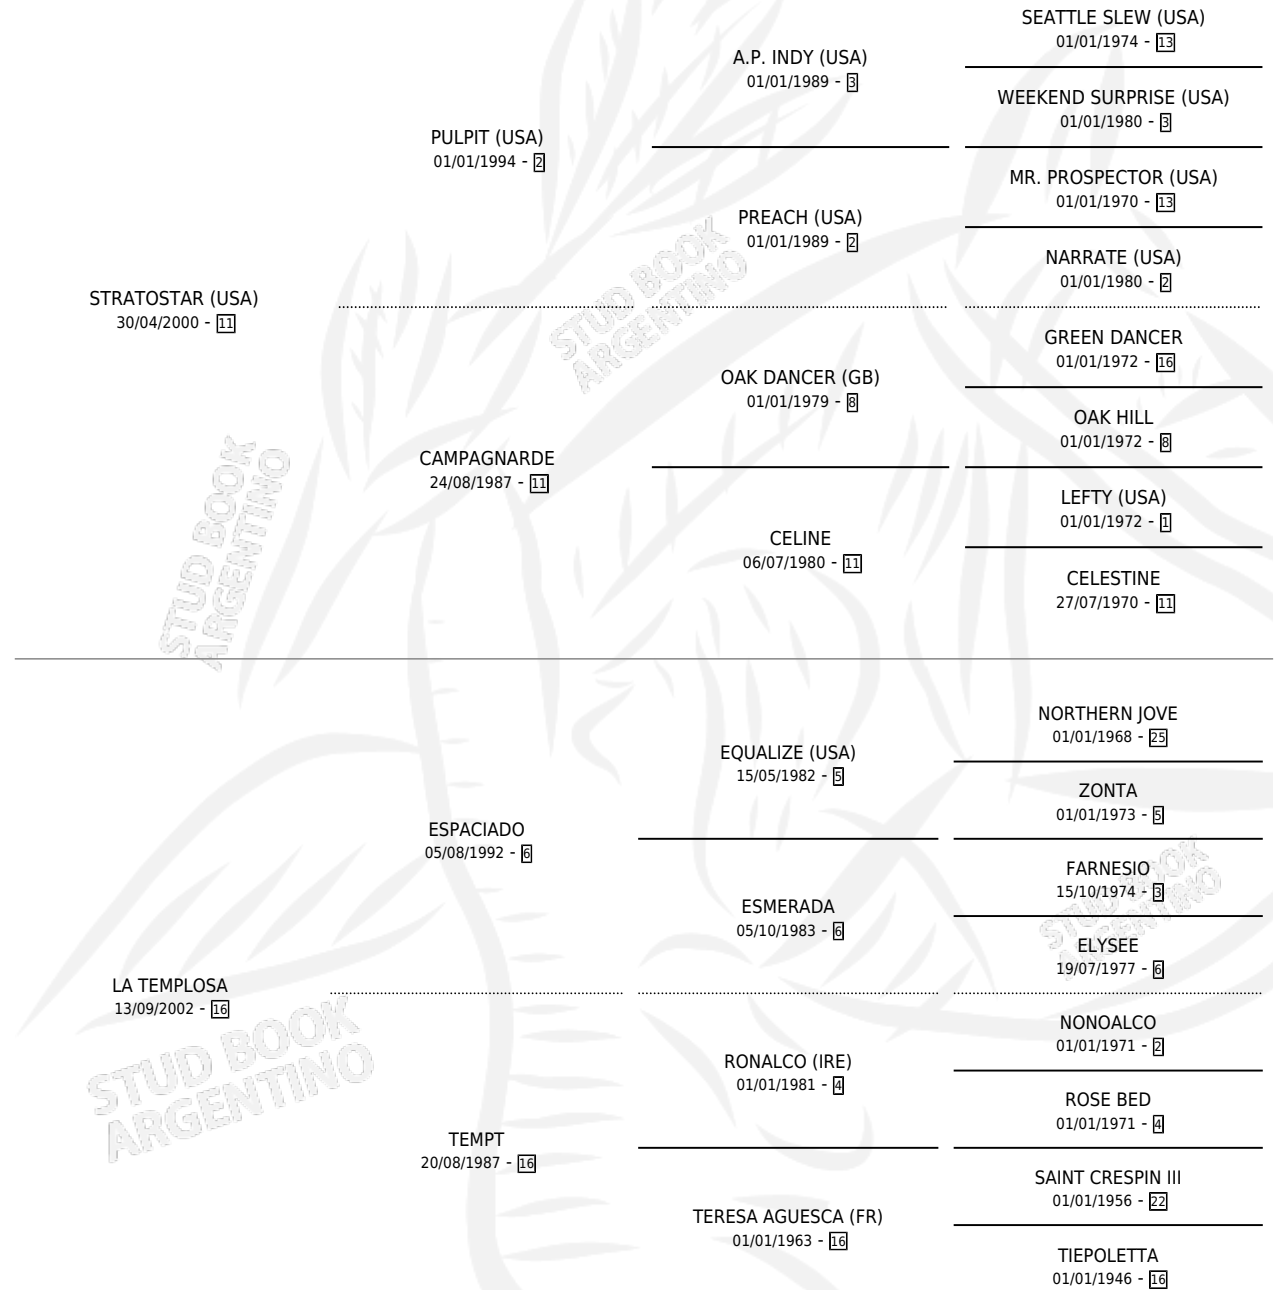 SEATTLE SLEW (USA)
01/01/1974 - 13
A.P. INDY (USA)
01/01/1989 - 3
WEEKEND SURPRISE (USA)
01/01/1980 - 3
PULPIT (USA)
01/01/1994 - 2
MR. PROSPECTOR (USA)
01/01/1970 - 13
PREACH (USA)
01/01/1989 - 2
NARRATE (USA)
01/01/1980 - 2
STRATOSTAR (USA)
30/04/2000 - 11
STUD BOOK
ARGENTINO
GREEN DANCER
01/01/1972 - 16
OAK DANCER (GB)
01/01/1979 - 8
OAK HILL
01/01/1972 - 8
CAMPAGNARDE
24/08/1987 - 11
LEFTY (USA)
01/01/1972 - 1
CELINE
06/07/1980 - 11
CELESTINE
27/07/1970 - 11
STUD BOOK
ARGENTINO
NORTHERN JOVE
01/01/1968 - 25
EQUALIZE (USA)
15/05/1982 - 5
ZONTA
01/01/1973 - 5
ESPACIADO
05/08/1992 - 6
FARNESIO
15/10/1974 - 3
ESMERADA
05/10/1983 - 6
ELYSEE
19/07/1977 - 6
STUD BOOK
ARGENTINO
LA TEMPLOSA
13/09/2002 - 16
NONOALCO
01/01/1971 - 2
RONALCO (IRE)
01/01/1981 - 4
ROSE BED
01/01/1971 - 4
STUD BOOK
ARGENTINO
TEMPT
20/08/1987 - 16
SAINT CRESPIN III
01/01/1956 - 22
TERESA AGUESCA (FR)
01/01/1963 - 16
TIEPOLETTA
01/01/1946 - 16